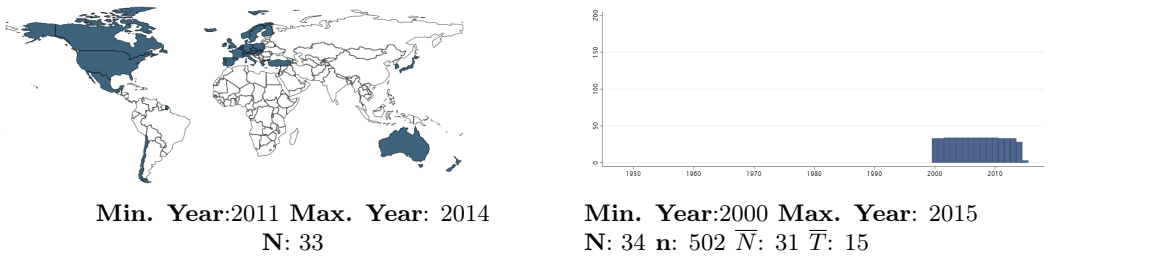 200
150
100
50
0
1950 1960 1970 1980 1990 2000 2010
Min. Year:2011 Max. Year: 2014
N: 33
Min. Year:2000 Max. Year: 2015
N: 34 n: 502 N̅: 31 T̅: 15